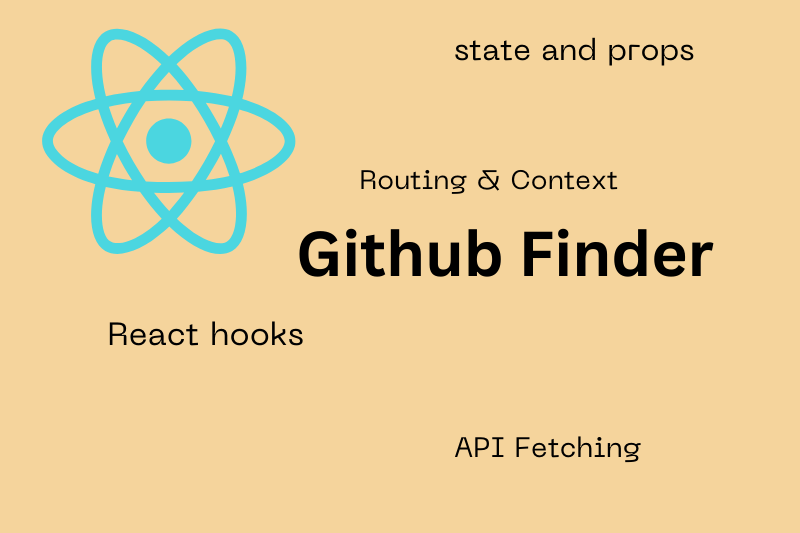 state and props
Routing & Context
Github Finder
React hooks
API Fetching